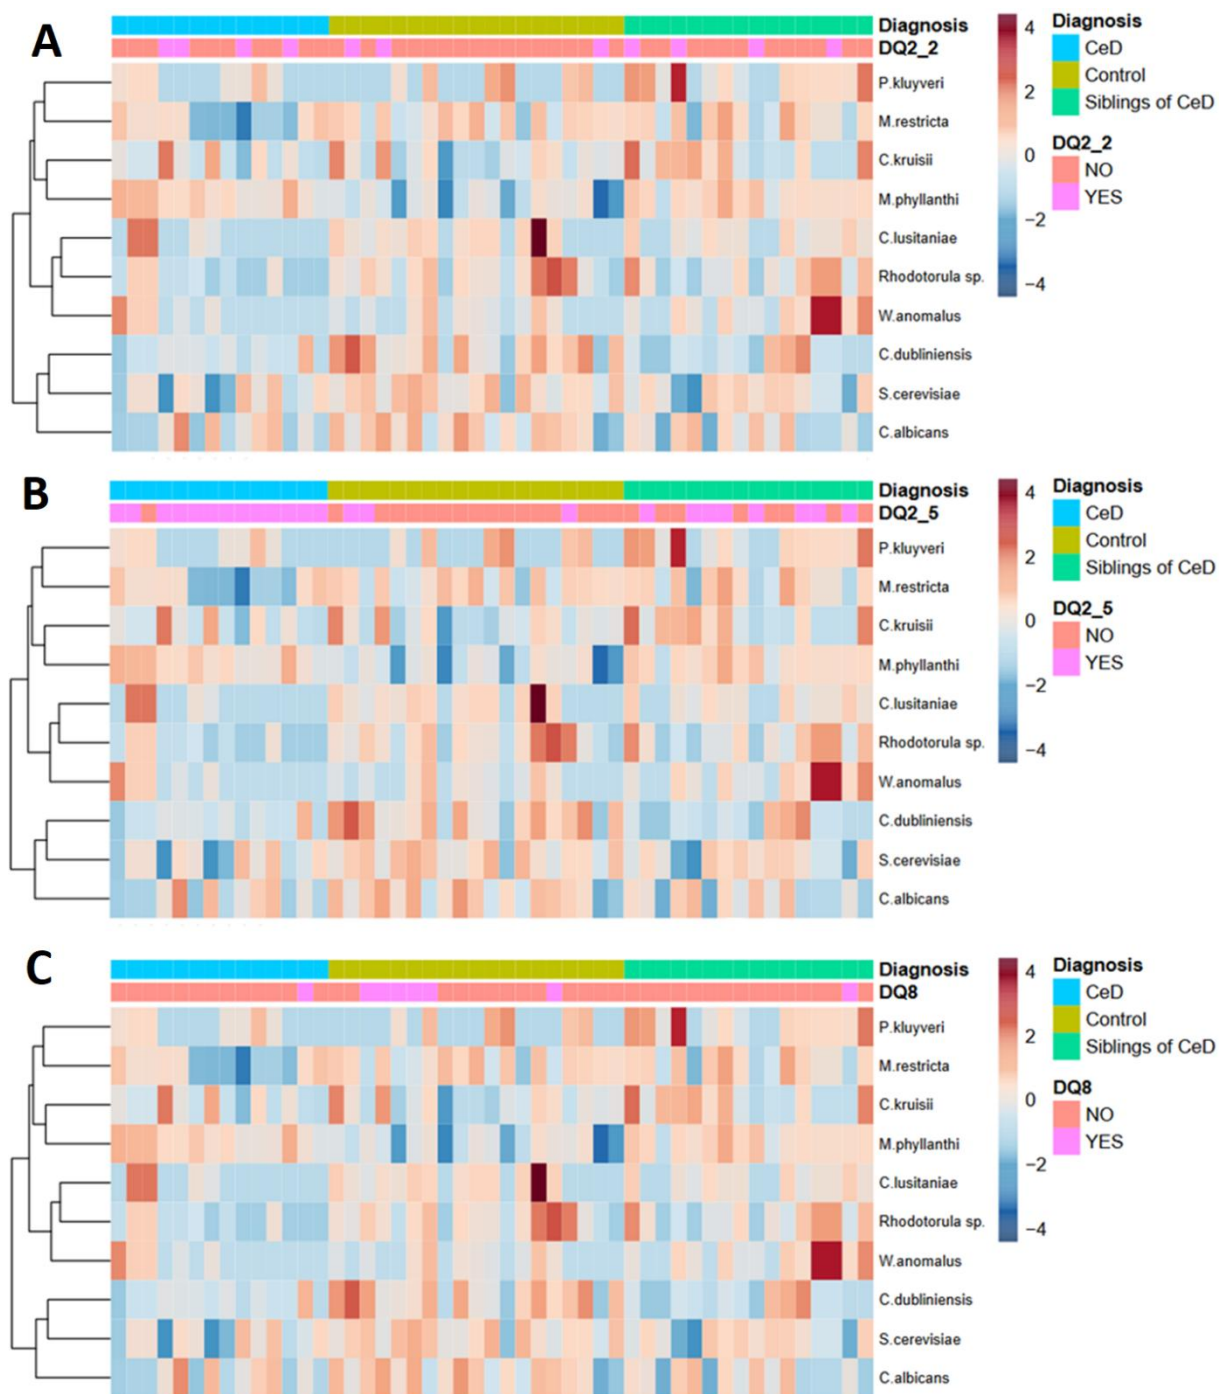 A
Diagnosis
DQ2_2
P.kluyveri
M.restricta
C.kruisii
M.phyllanthi
C.lusitaniae
Rhodotorula sp.
W.anomalus
C.dubliniensis
S.cerevisiae
C.albicans
4
2
0
−2
−4
Diagnosis
CeD
Control
Siblings of CeD
DQ2_2
NO
YES
B
Diagnosis
DQ2_5
P.kluyveri
M.restricta
C.kruisii
M.phyllanthi
C.lusitaniae
Rhodotorula sp.
W.anomalus
C.dubliniensis
S.cerevisiae
C.albicans
4
2
0
−2
−4
Diagnosis
CeD
Control
Siblings of CeD
DQ2_5
NO
YES
C
Diagnosis
DQ8
P.kluyveri
M.restricta
C.kruisii
M.phyllanthi
C.lusitaniae
Rhodotorula sp.
W.anomalus
C.dubliniensis
S.cerevisiae
C.albicans
4
2
0
−2
−4
Diagnosis
CeD
Control
Siblings of CeD
DQ8
NO
YES